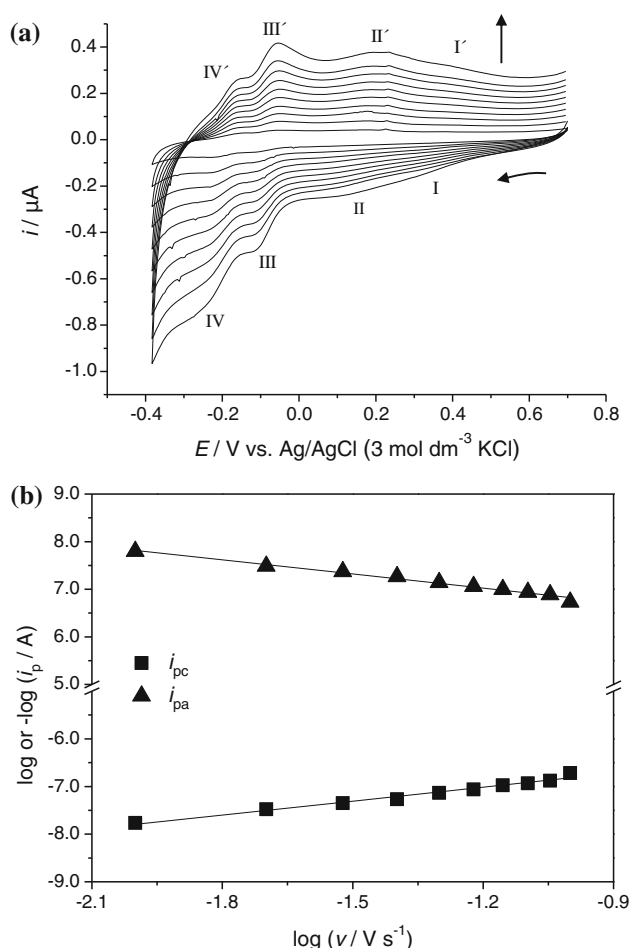 (a)
0.4
0.2
0.0
-0.2
-0.4
-0.6
-0.8
-1.0
i / μA
IV´
III´
II´
I´
I
II
III
IV
-0.4 -0.2 0.0 0.2 0.4 0.6 0.8
E / V vs. Ag/AgCl (3 mol dm⁻³ KCl)
(b)
9.0
8.0
7.0
6.0
5.0
-6.0
-7.0
-8.0
-9.0
log or -log (iₚ / A)
i_pc
i_pa
-2.1 -1.8 -1.5 -1.2 -0.9
log (v / V s⁻¹)